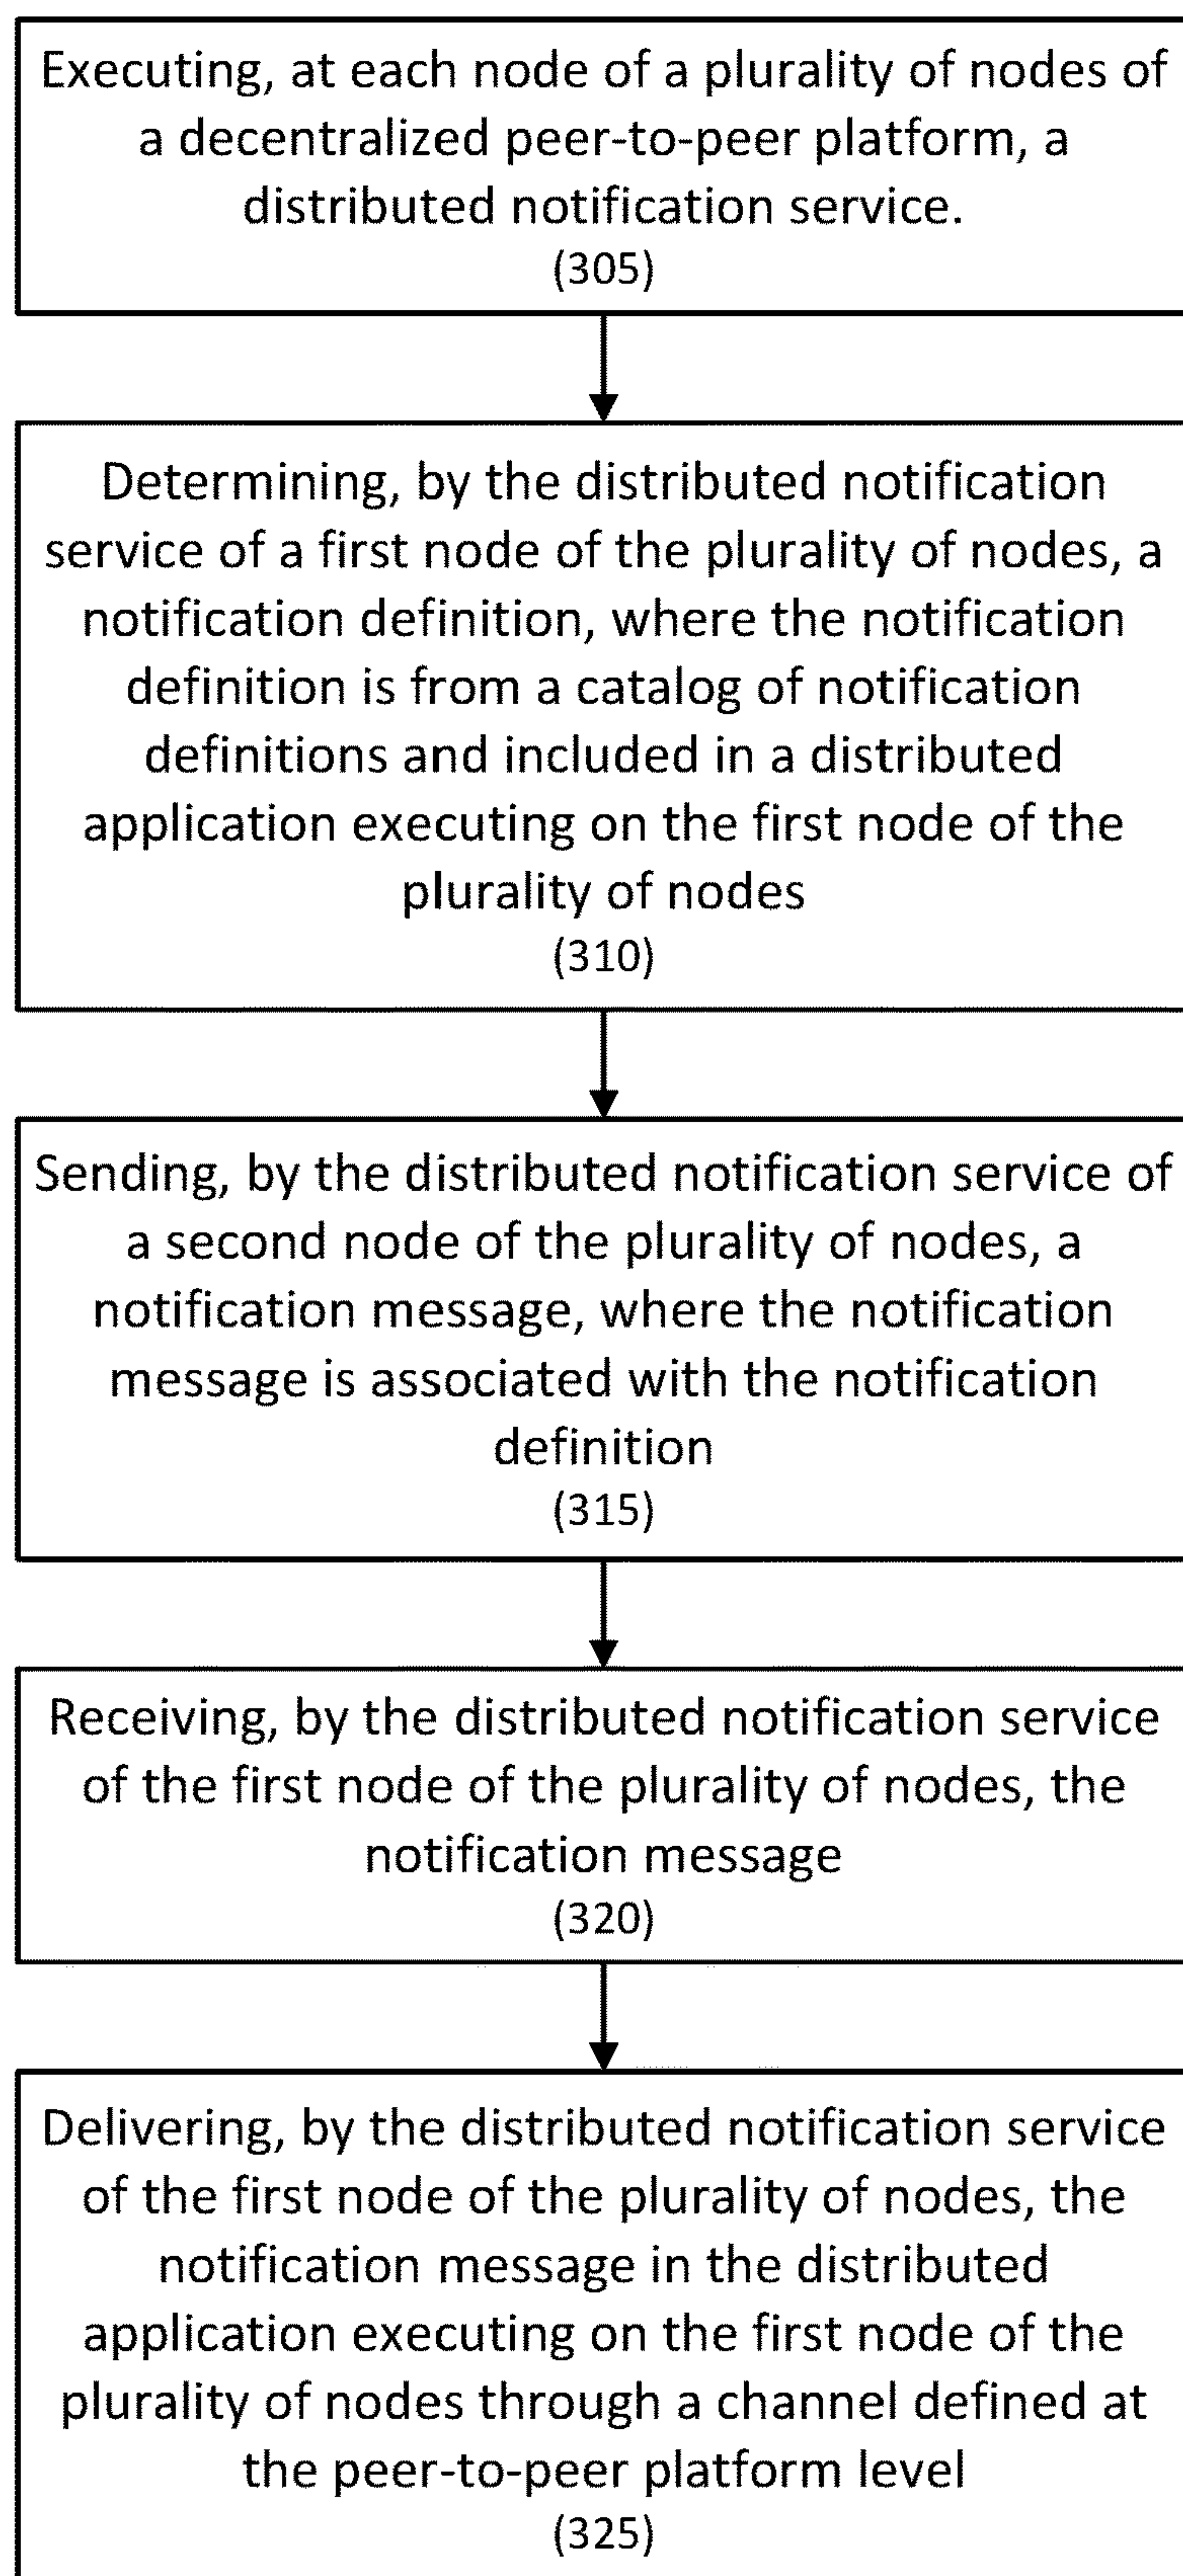 Executing, at each node of a plurality of nodes of
a decentralized peer-to-peer platform, a
distributed notification service.
(305)
Determining, by the distributed notification
service of a first node of the plurality of nodes, a
notification definition, where the notification
definition is from a catalog of notification
definitions and included in a distributed
application executing on the first node of the
plurality of nodes
(310)
Sending, by the distributed notification service of
a second node of the plurality of nodes, a
notification message, where the notification
message is associated with the notification
definition
(315)
Receiving, by the distributed notification service
of the first node of the plurality of nodes, the
notification message
(320)
Delivering, by the distributed notification service
of the first node of the plurality of nodes, the
notification message in the distributed
application executing on the first node of the
plurality of nodes through a channel defined at
the peer-to-peer platform level
(325)